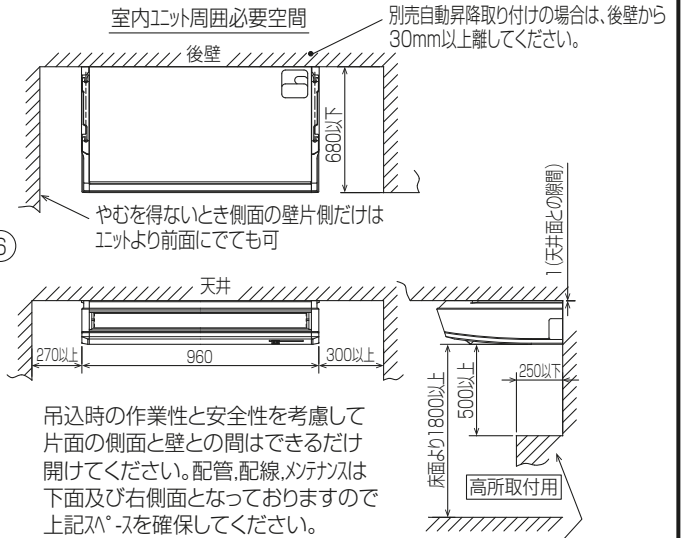 室内ユニット周囲必要空間
別売自動昇降取り付けの場合は、後壁から
30mm以上離してください。
後壁
680以下
やむを得ないとき側面の壁片側だけは
ユニットより前面にでても可
6
1(天井面との隙間)
天井
270以上
960
300以上
床面より1800以上
500以上
250以下
高所取付用
吊込時の作業性と安全性を考慮して
片面の側面と壁との間はできるだけ
開けてください。配管,配線,メンテナンスは
下面及び右側面となっておりますので
上記スペースを確保してください。